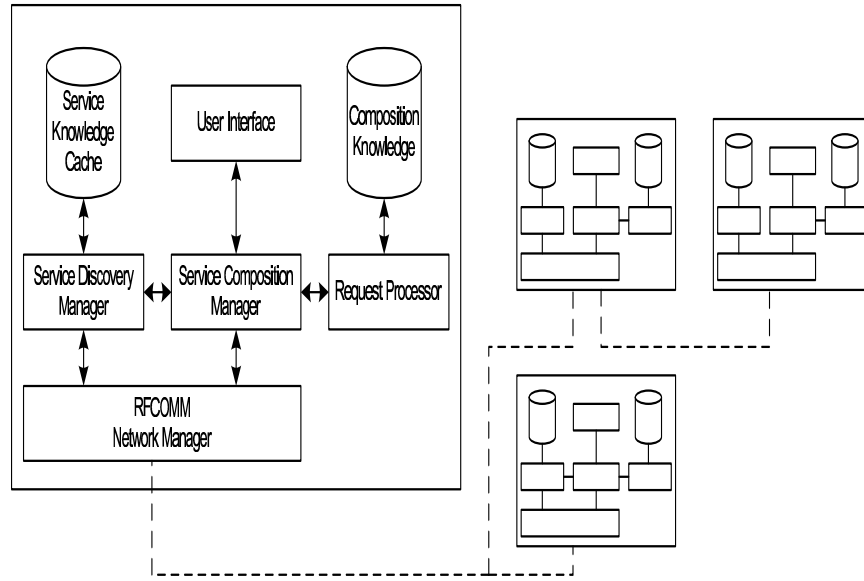 Service
Knowledge
Cache
User Interface
Composition
Knowledge
Service Discovery
Manager
Service Composition
Manager
Request Processor
RFCOMM
Network Manager